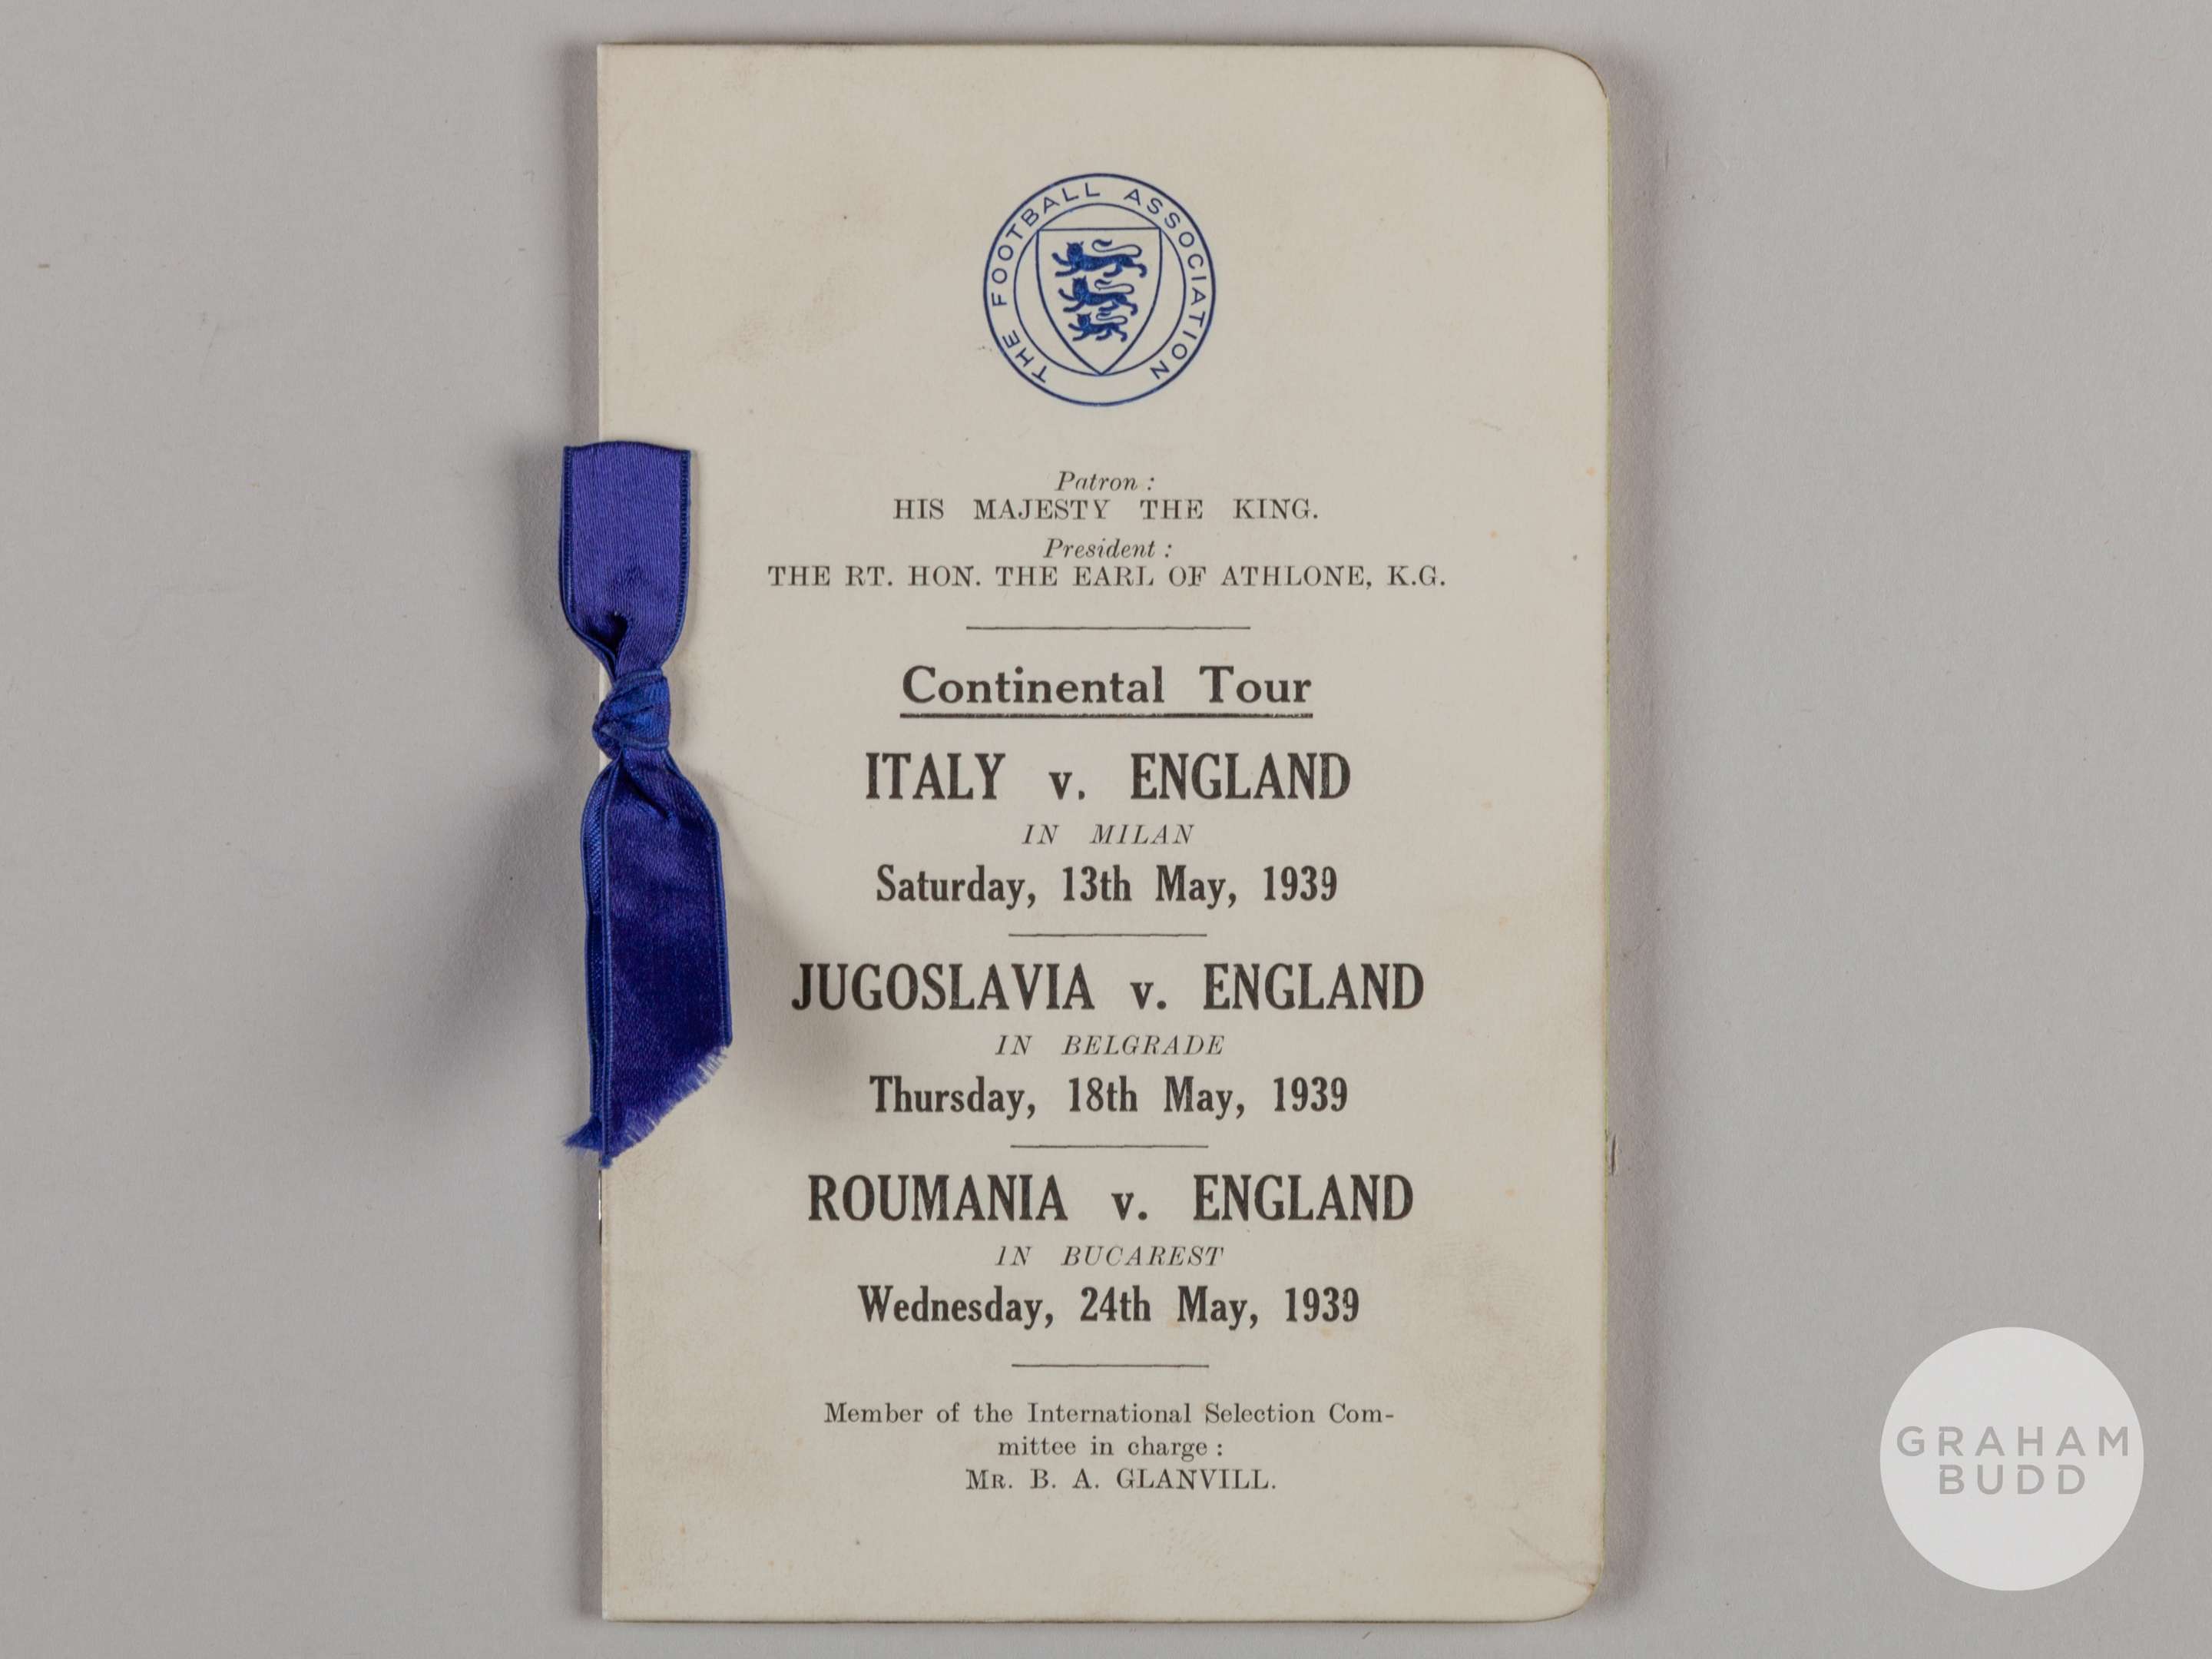 THE FOOTBALL ASSOCIATION
Patron :
HIS MAJESTY THE KING.
President :
THE RT. HON. THE EARL OF ATHLONE, K.G.
Continental Tour
ITALY v. ENGLAND
IN MILAN
Saturday, 13th May, 1939
JUGOSLAVIA v. ENGLAND
IN BELGRADE
Thursday, 18th May, 1939
ROUMANIA v. ENGLAND
IN BUCAREST
Wednesday, 24th May, 1939
Member of the International Selection Com-
mittee in charge :
MR. B. A. GLANVILL.
GRAHAM
BUDD